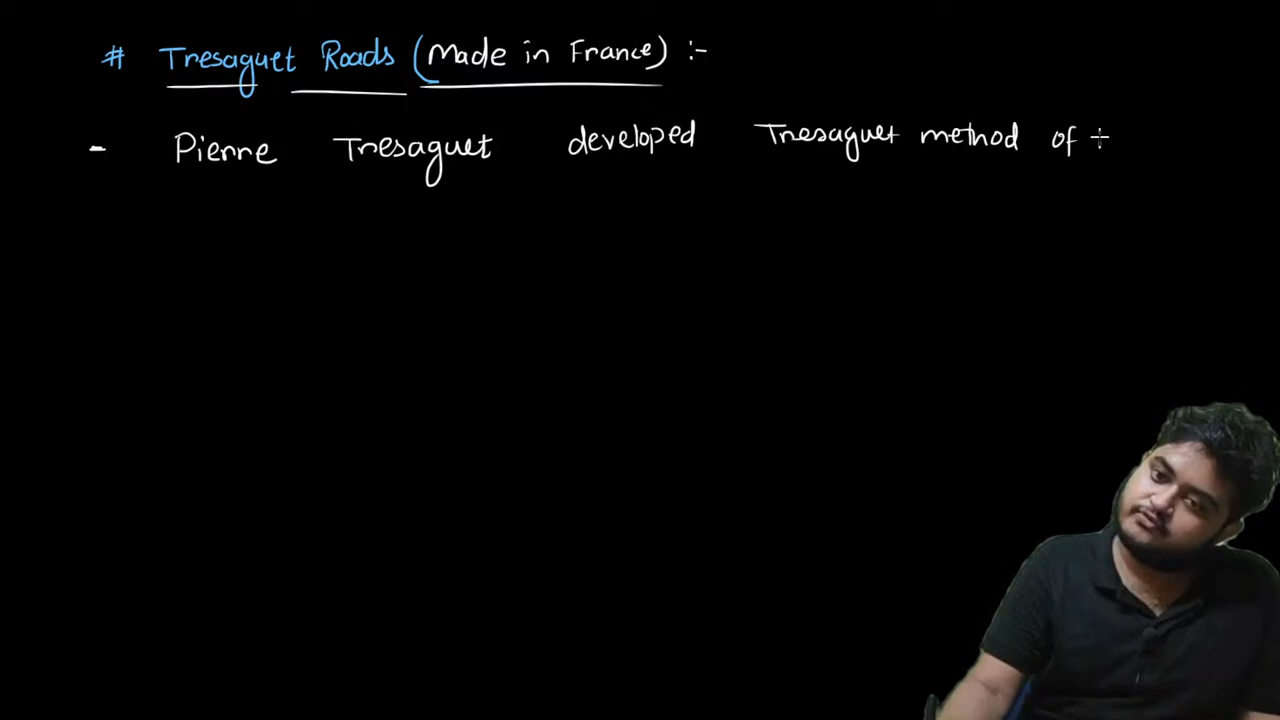 # Tresaguet Roads (Made in France) :-
- Pierre Tresaguet developed Tresaguet method of